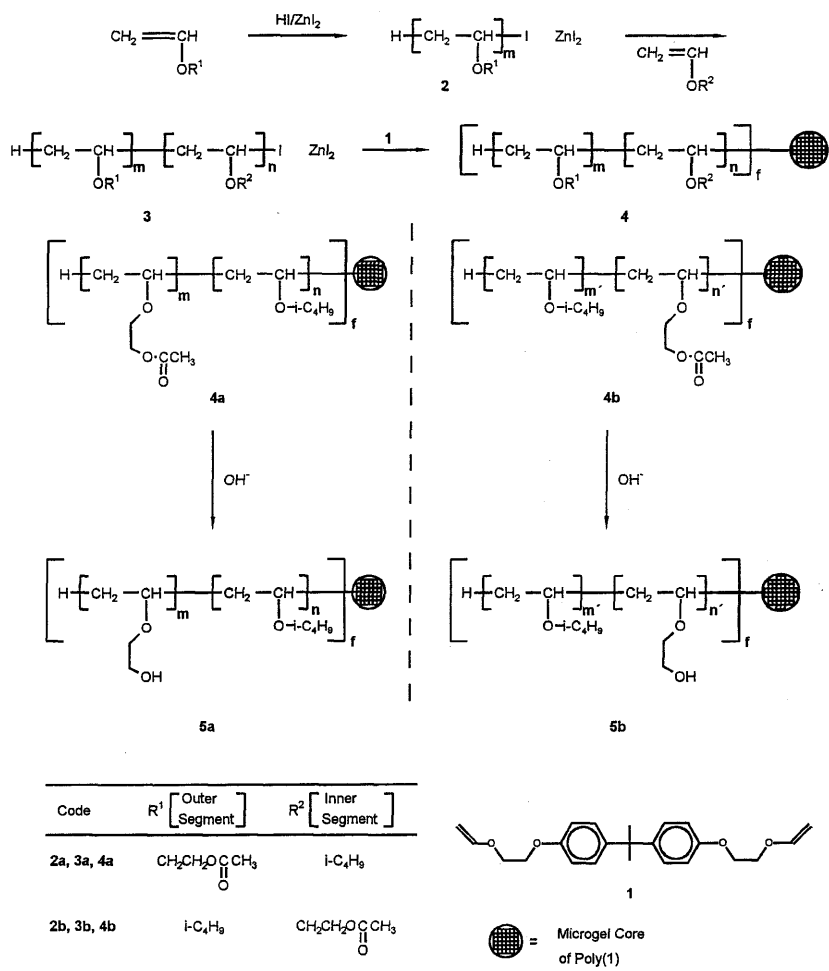 CH₂ CH OR¹ HI/ZnI₂ H CH₂ CH m I OR¹ ZnI₂ CH₂ CH OR²
2
H CH₂ CH m CH₂ CH n I ZnI₂ 1 H CH₂ CH m CH₂ CH n f
OR¹ OR² OR¹ OR²
3 4
H CH₂ CH m CH₂ CH n f H CH₂ CH m′ CH₂ CH n′ f
O O-i-C₄H₉ O-i-C₄H₉ O
O·CCH₃ O·CCH₃
O O
4a 4b
OH⁻ OH⁻
H CH₂ CH m CH₂ CH n f H CH₂ CH m′ CH₂ CH n′ f
O O-i-C₄H₉ O-i-C₄H₉ O
OH OH
5a 5b
Code R¹ [Outer Segment] R² [Inner Segment]
2a, 3a, 4a CH₂CH₂OCCH₃ i-C₄H₉
O
2b, 3b, 4b i-C₄H₉ CH₂CH₂OCCH₃
O
O O O O
1
= Microgel Core
of Poly(1)